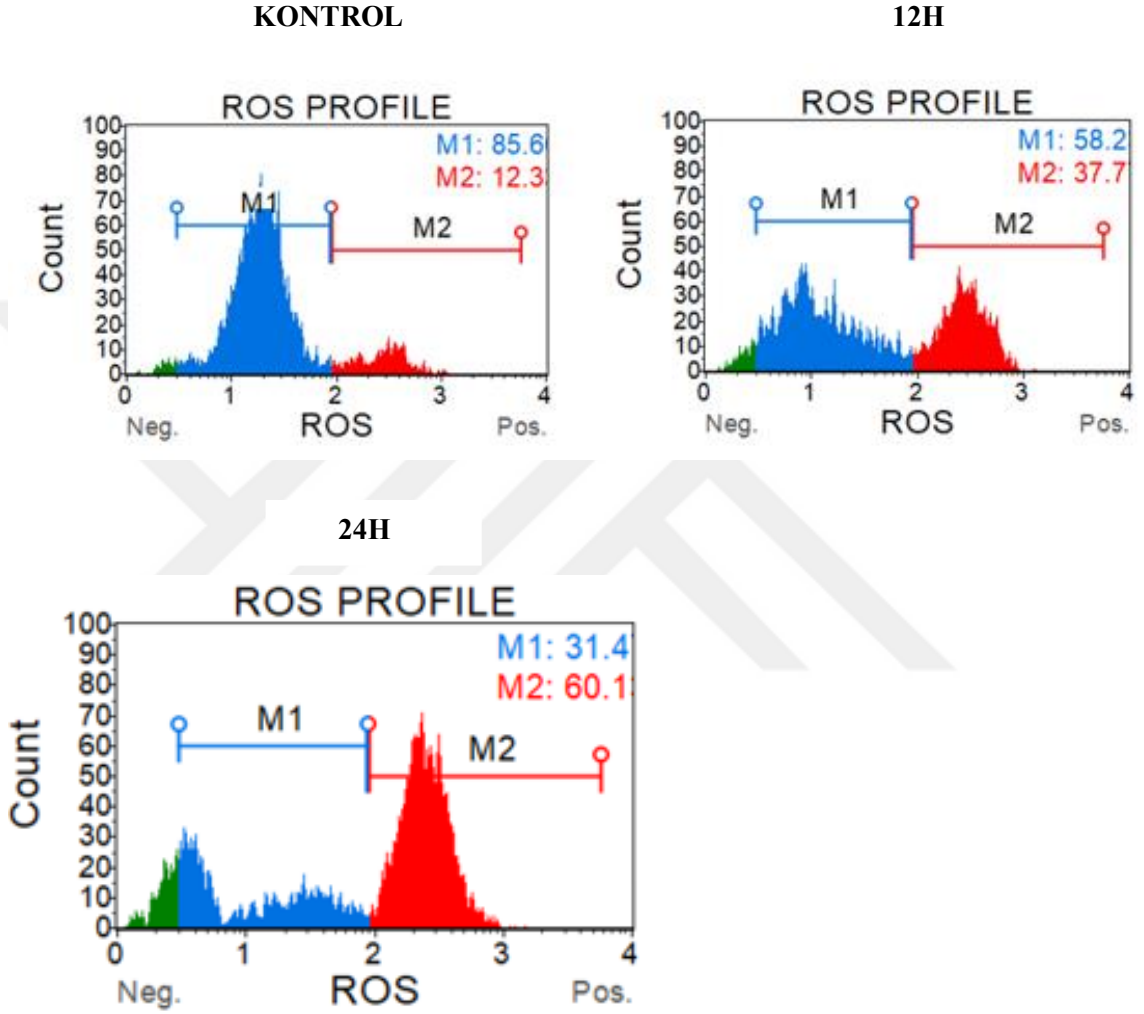 KONTROL
12H
ROS PROFILE
M1: 85.6
M2: 12.3
100
90
80
70
60
50
40
30
20
10
0
Count
M1
M2
0 1 2 3 4
Neg. ROS Pos.
ROS PROFILE
M1: 58.2
M2: 37.7
100
90
80
70
60
50
40
30
20
10
0
Count
M1
M2
0 1 2 3 4
Neg. ROS Pos.
24H
ROS PROFILE
M1: 31.4
M2: 60.1
100
90
80
70
60
50
40
30
20
10
0
Count
M1
M2
0 1 2 3 4
Neg. ROS Pos.